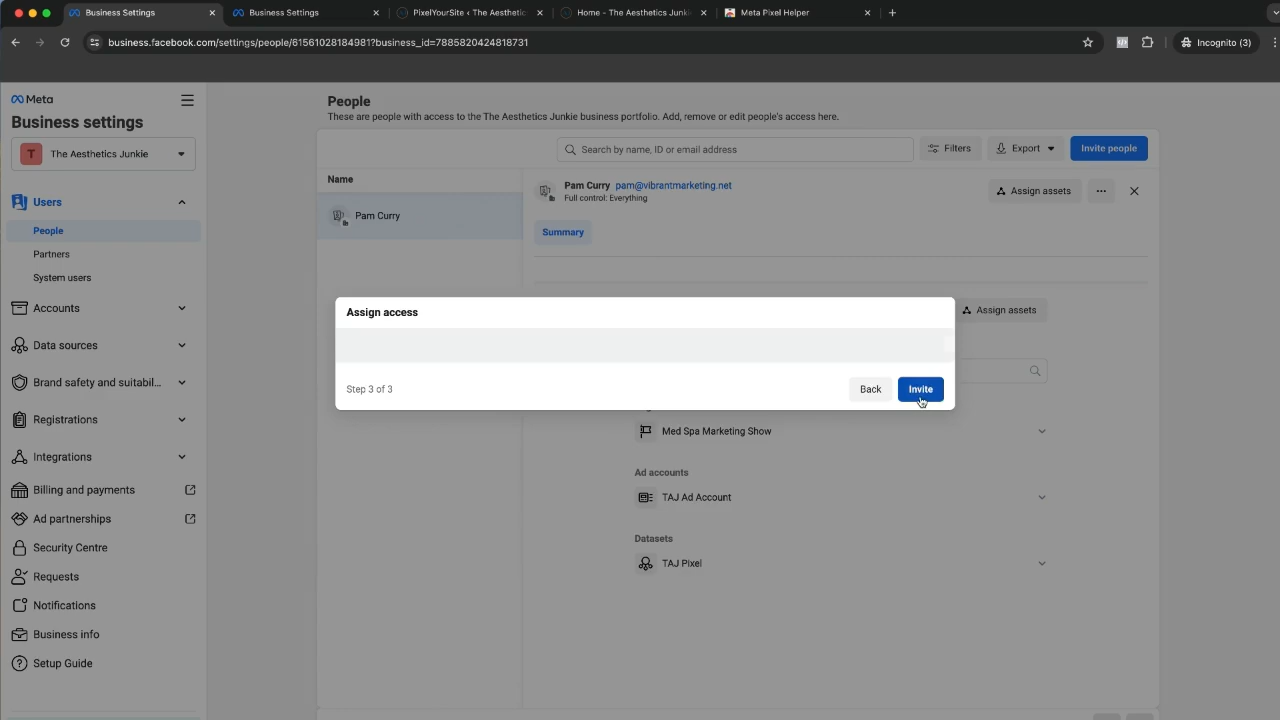 Business Settings
Business Settings
PixelYourSite ‹ The Aesthetic
Home - The Aesthetics Junki
Meta Pixel Helper
business.facebook.com/settings/people/61561028184981?business_id=7885820424818731
Incognito (3)
Meta
Business settings
T
The Aesthetics Junkie
Users
People
Partners
System users
Accounts
Data sources
Brand safety and suitabil...
Registrations
Integrations
Billing and payments
Ad partnerships
Security Centre
Requests
Notifications
Business info
Setup Guide
People
These are people with access to the The Aesthetics Junkie business portfolio. Add, remove or edit people's access here.
Search by name, ID or email address
Filters
Export
Invite people
Name
Pam Curry
Pam Curry pam@vibrantmarketing.net
Full control: Everything
Assign assets
Summary
Assign assets
Assign access
Step 3 of 3
Back
Invite
Med Spa Marketing Show
Ad accounts
TAJ Ad Account
Datasets
TAJ Pixel